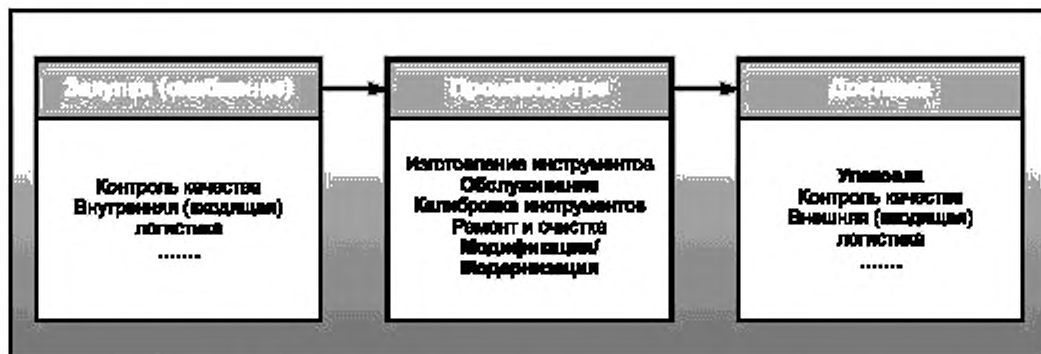 Закупки (снабжение)
Контроль качества
Внутренняя (входящая)
логистика
.......
Производство
Изготовление инструментов
Обслуживание
Калибровка инструментов
Ремонт и очистка
Модификация/
Модернизация
Доставка
Упаковка
Контроль качества
Внешняя (входящая)
логистика
.......